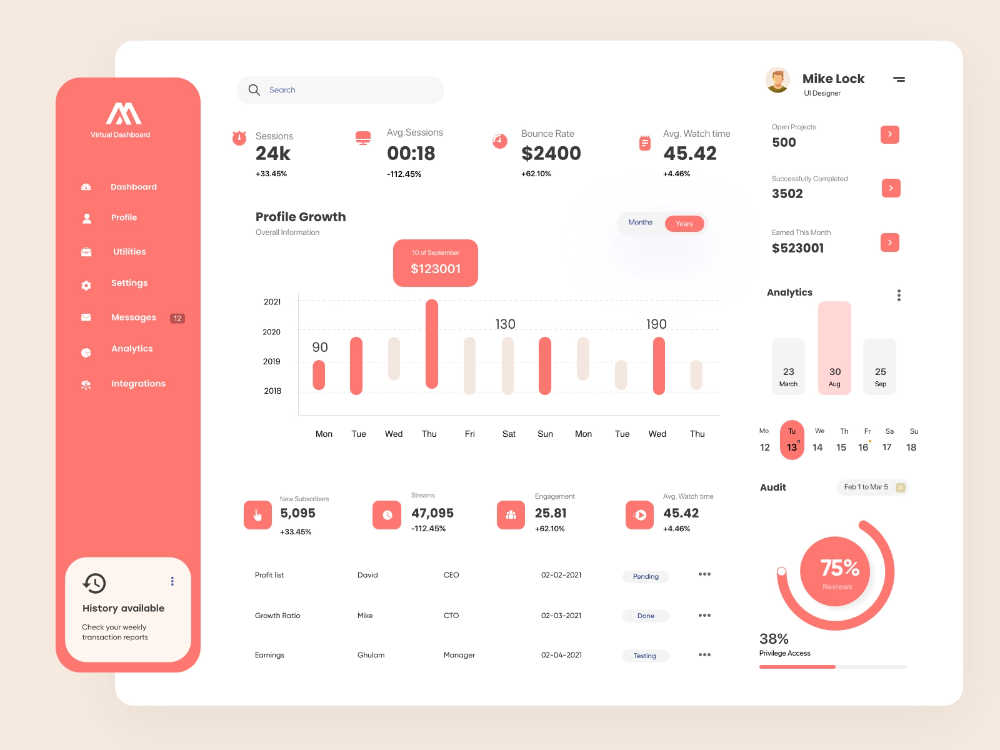 Virtual Dashboard
Dashboard
Profile
Utilities
Settings
Messages 12
Analytics
Integrations
History available
Check your weekly
transaction reports
Search
Sessions
24k
+33.45%
Avg.Sessions
00:18
-112.45%
Bounce Rate
$2400
+62.10%
Avg. Watch time
45.42
+4.46%
Profile Growth
Overall Information
Months Years
10 of September
$123001
2021
2020
2019
2018
90
130
190
Mon Tue Wed Thu Fri Sat Sun Mon Tue Wed Thu
New Subscribers
5,095
+33.45%
Streams
47,095
-112.45%
Engagement
25.81
+62.10%
Avg. Watch time
45.42
+4.46%
Profit list David CEO 02-02-2021 Pending
Growth Ratio Mike CTO 02-03-2021 Done
Earnings Ghulam Manager 02-04-2021 Testing
Mike Lock
UI Designer
Open Projects
500
Successfully Completed
3502
Earned This Month
$523001
Analytics
23
March
30
Aug
25
Sep
Mo Tu We Th Fr Sa Su
12 13 14 15 16 17 18
Audit
Feb 1 to Mar 5
75%
Reviews
38%
Privilege Access